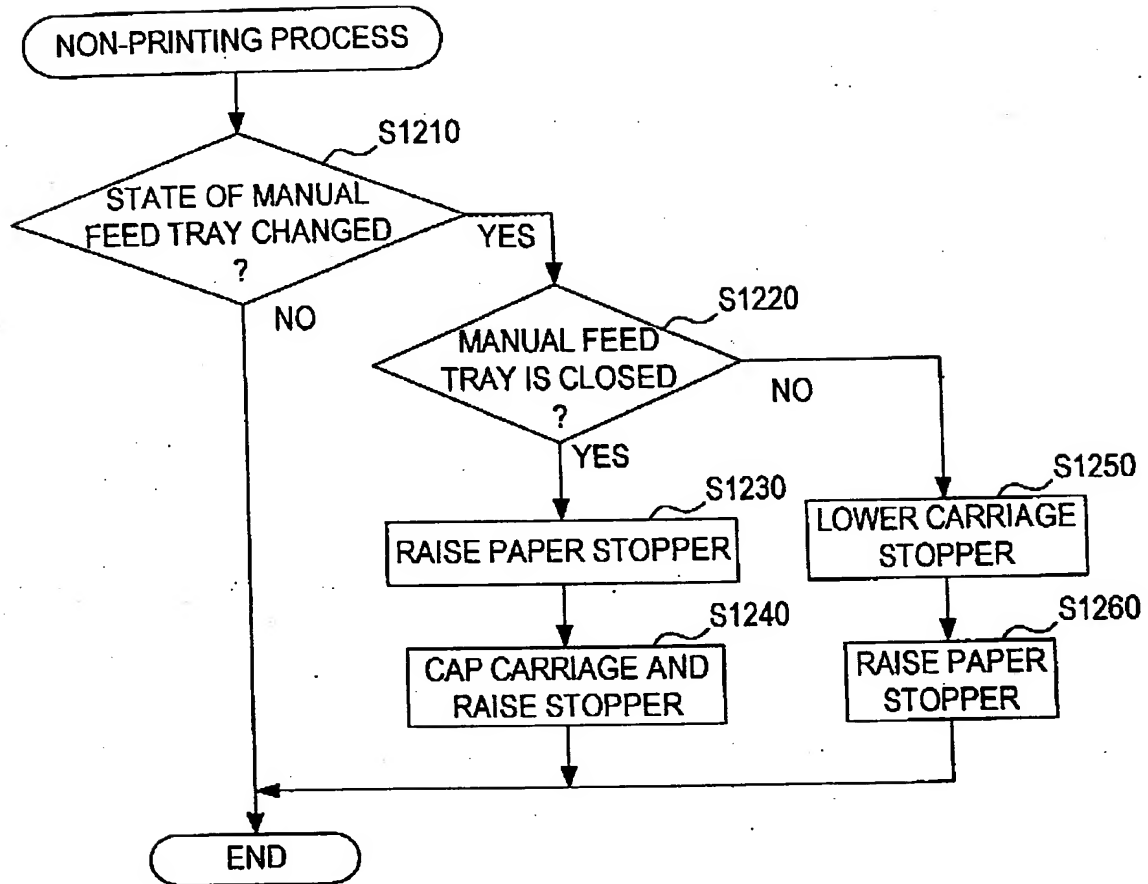 NON-PRINTING PROCESS
S1210
STATE OF MANUAL
FEED TRAY CHANGED
?
YES
NO
S1220
MANUAL FEED
TRAY IS CLOSED
?
NO
YES
S1230
RAISE PAPER STOPPER
S1250
LOWER CARRIAGE
STOPPER
S1240
CAP CARRIAGE AND
RAISE STOPPER
S1260
RAISE PAPER
STOPPER
END